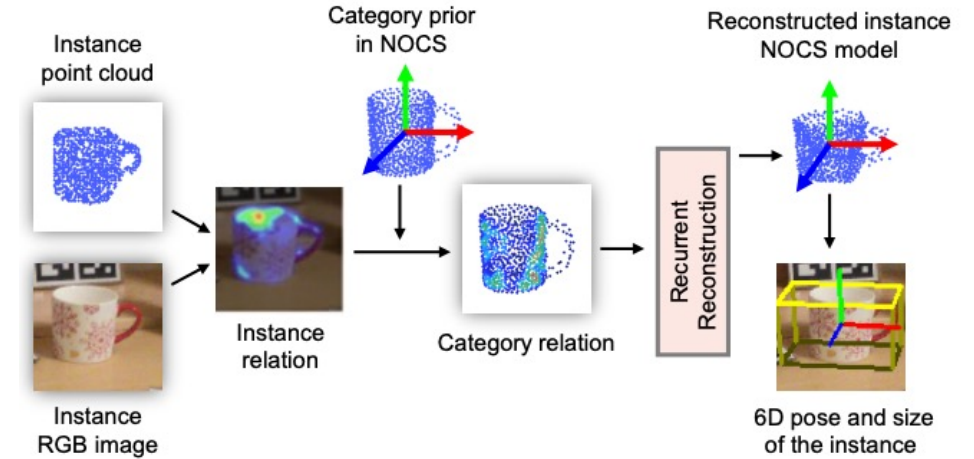 Instance
point cloud
Category prior
in NOCS
Reconstructed instance
NOCS model
Instance
relation
Category relation
Recurrent
Reconstruction
Instance
RGB image
6D pose and size
of the instance